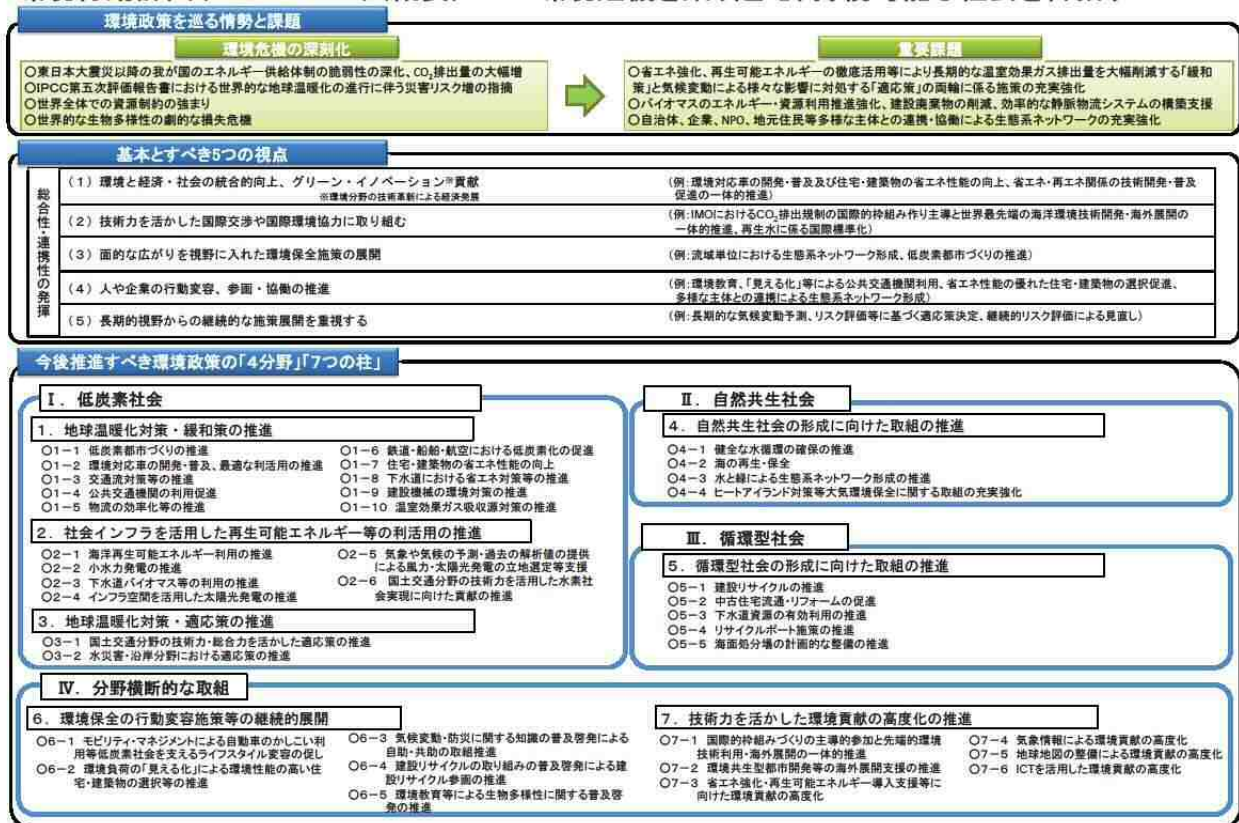 環境政策を巡る情勢と課題
環境危機の深刻化
〇東日本大震災以降の我が国のエネルギー供給体制の脆弱性の深化、CO₂排出量の大幅増
〇IPCC第五次評価報告書における世界的な地球温暖化の進行に伴う災害リスク増の指摘
〇世界全体での資源制約の強まり
〇世界的な生物多様性の劇的な損失危機
重要課題
〇省エネ強化、再生可能エネルギーの徹底活用等により長期的な温室効果ガス排出量を大幅削減する「緩和
策」と気候変動による様々な影響に対処する「適応策」の両輪に係る施策の充実強化
〇バイオマスのエネルギー・資源利用推進強化、建設廃棄物の削減、効率的な静脈物流システムの構築支援
〇自治体、企業、NPO、地元住民等多様な主体との連携・協働による生態系ネットワークの充実強化
基本とすべき5つの視点
総合性・連携性の発揮
（1）環境と経済・社会の統合的向上、グリーン・イノベーション※貢献
※環境分野の技術革新による経済発展
（例：環境対応車の開発・普及及び住宅・建築物の省エネ性能の向上、省エネ・再エネ関係の技術開発・普及
促進の一体的推進）
（2）技術力を活かした国際交渉や国際環境協力に取り組む
（例：IMOにおけるCO₂排出規制の国際的枠組み作り主導と世界最先端の海洋環境技術開発・海外展開の
一体的推進、再生水に係る国際標準化）
（3）面的な広がりを視野に入れた環境保全施策の展開
（例：流域単位における生態系ネットワーク形成、低炭素都市づくりの推進）
（4）人や企業の行動変容、参画・協働の推進
（例：環境教育、「見える化」等による公共交通機関利用、省エネ性能の優れた住宅・建築物の選択促進、
多様な主体との連携による生態系ネットワーク形成）
（5）長期的視野からの継続的な施策展開を重視する
（例：長期的な気候変動予測、リスク評価等に基づく適応策決定、継続的リスク評価による見直し）
今後推進すべき環境政策の「4分野」「7つの柱」
Ⅰ．低炭素社会
1．地球温暖化対策・緩和策の推進
〇1－1 低炭素都市づくりの推進
〇1－2 環境対応車の開発・普及、最適な利活用の推進
〇1－3 交通流対策等の推進
〇1－4 公共交通機関の利用促進
〇1－5 物流の効率化等の推進
〇1－6 鉄道・船舶・航空における低炭素化の促進
〇1－7 住宅・建築物の省エネ性能の向上
〇1－8 下水道における省エネ対策等の推進
〇1－9 建設機械の環境対策の推進
〇1－10 温室効果ガス吸収源対策の推進
2．社会インフラを活用した再生可能エネルギー等の利活用の推進
〇2－1 海洋再生可能エネルギー利用の推進
〇2－2 小水力発電の推進
〇2－3 下水道バイオマス等の利用の推進
〇2－4 インフラ空間を活用した太陽光発電の推進
〇2－5 気象や気候の予測・過去の解析値の提供
による風力・太陽光発電の立地選定等支援
〇2－6 国土交通分野の技術力を活用した水素社
会実現に向けた貢献の推進
3．地球温暖化対策・適応策の推進
〇3－1 国土交通分野の技術力・総合力を活かした適応策の推進
〇3－2 水災害・沿岸分野における適応策の推進
Ⅱ．自然共生社会
4．自然共生社会の形成に向けた取組の推進
〇4－1 健全な水循環の確保の推進
〇4－2 海の再生・保全
〇4－3 水と緑による生態系ネットワーク形成の推進
〇4－4 ヒートアイランド対策等大気環境保全に関する取組の充実強化
Ⅲ．循環型社会
5．循環型社会の形成に向けた取組の推進
〇5－1 建設リサイクルの推進
〇5－2 中古住宅流通・リフォームの促進
〇5－3 下水道資源の有効利用の推進
〇5－4 リサイクルポート施策の推進
〇5－5 海面処分場の計画的な整備の推進
Ⅳ．分野横断的な取組
6．環境保全の行動変容施策等の継続的展開
〇6－1 モビリティ・マネジメントによる自動車のかしこい利
用等低炭素社会を支えるライフスタイル変容の促し
〇6－2 環境負荷の「見える化」による環境性能の高い住
宅・建築物の選択等の推進
〇6－3 気候変動・防災に関する知識の普及啓発による
自助・共助の取組推進
〇6－4 建設リサイクルの取り組みの普及啓発による建
設リサイクル参画の推進
〇6－5 環境教育等による生物多様性に関する普及啓
発の推進
7．技術力を活かした環境貢献の高度化の推進
〇7－1 国際的枠組みづくりの主導的参加と先端的環境
技術利用・海外展開の一体的推進
〇7－2 環境共生型都市開発等の海外展開支援の推進
〇7－3 省エネ強化・再生可能エネルギー導入支援等に
向けた環境貢献の高度化
〇7－4 気象情報による環境貢献の高度化
〇7－5 地球地図の整備による環境貢献の高度化
〇7－6 ICTを活用した環境貢献の高度化